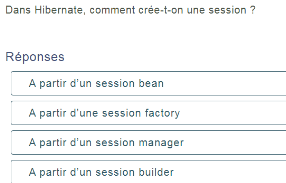 Dans Hibernate, comment crée-t-on une session ?
Réponses
A partir d'un session bean
A partir d'une session factory
A partir d'un session manager
A partir d'un session builder